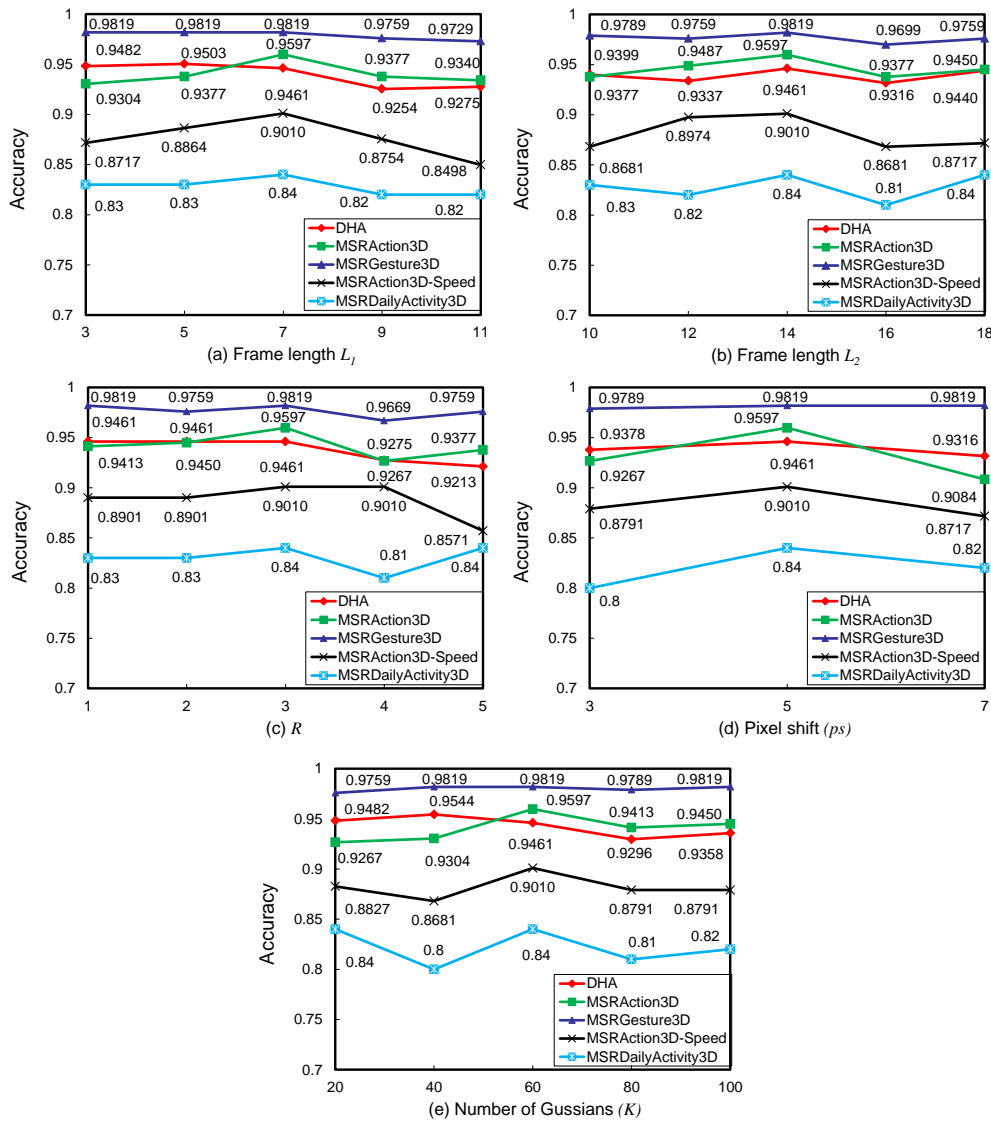 1 0.9819 0.9819 0.9819 0.9759 0.9729
0.9482 0.9503 0.9597 0.9377 0.9340
0.95
0.9304 0.9377 0.9461 0.9254 0.9275
0.9
0.8717 0.8864 0.9010 0.8754 0.8498
0.85
0.83 0.83 0.84 0.82 0.82
0.8
0.75
0.7
Accuracy
DHA
MSRAction3D
MSRGesture3D
MSRAction3D-Speed
MSRDailyActivity3D
3 5 7 9 11
(a) Frame length L1
1 0.9789 0.9759 0.9819 0.9699 0.9759
0.9399 0.9487 0.9597 0.9377 0.9450
0.95
0.9377 0.9337 0.9461 0.9316 0.9440
0.9
0.8681 0.8974 0.9010 0.8681 0.8717
0.85
0.83 0.82 0.84 0.81 0.84
0.8
0.75
0.7
Accuracy
DHA
MSRAction3D
MSRGesture3D
MSRAction3D-Speed
MSRDailyActivity3D
10 12 14 16 18
(b) Frame length L2
1 0.9819 0.9759 0.9819 0.9669 0.9759
0.9461 0.9461 0.9597 0.9275 0.9377
0.95
0.9413 0.9450 0.9461 0.9267 0.9213
0.9
0.8901 0.8901 0.9010 0.9010 0.8571
0.85
0.83 0.83 0.84 0.81 0.84
0.8
0.75
0.7
Accuracy
DHA
MSRAction3D
MSRGesture3D
MSRAction3D-Speed
MSRDailyActivity3D
1 2 3 4 5
(c) R
1 0.9789 0.9819 0.9819
0.9378 0.9597 0.9316
0.95
0.9267 0.9461 0.9084
0.9
0.8791 0.9010 0.8717
0.85
0.8 0.84 0.82
0.8
0.75
0.7
Accuracy
DHA
MSRAction3D
MSRGesture3D
MSRAction3D-Speed
MSRDailyActivity3D
3 5 7
(d) Pixel shift (ps)
1 0.9759 0.9819 0.9819 0.9789 0.9819
0.9482 0.9544 0.9597 0.9413 0.9450
0.95
0.9267 0.9304 0.9461 0.9296 0.9358
0.9
0.8827 0.8681 0.9010 0.8791 0.8791
0.85
0.84 0.8 0.84 0.81 0.82
0.8
0.75
0.7
Accuracy
DHA
MSRAction3D
MSRGesture3D
MSRAction3D-Speed
MSRDailyActivity3D
20 40 60 80 100
(e) Number of Gussians (K)